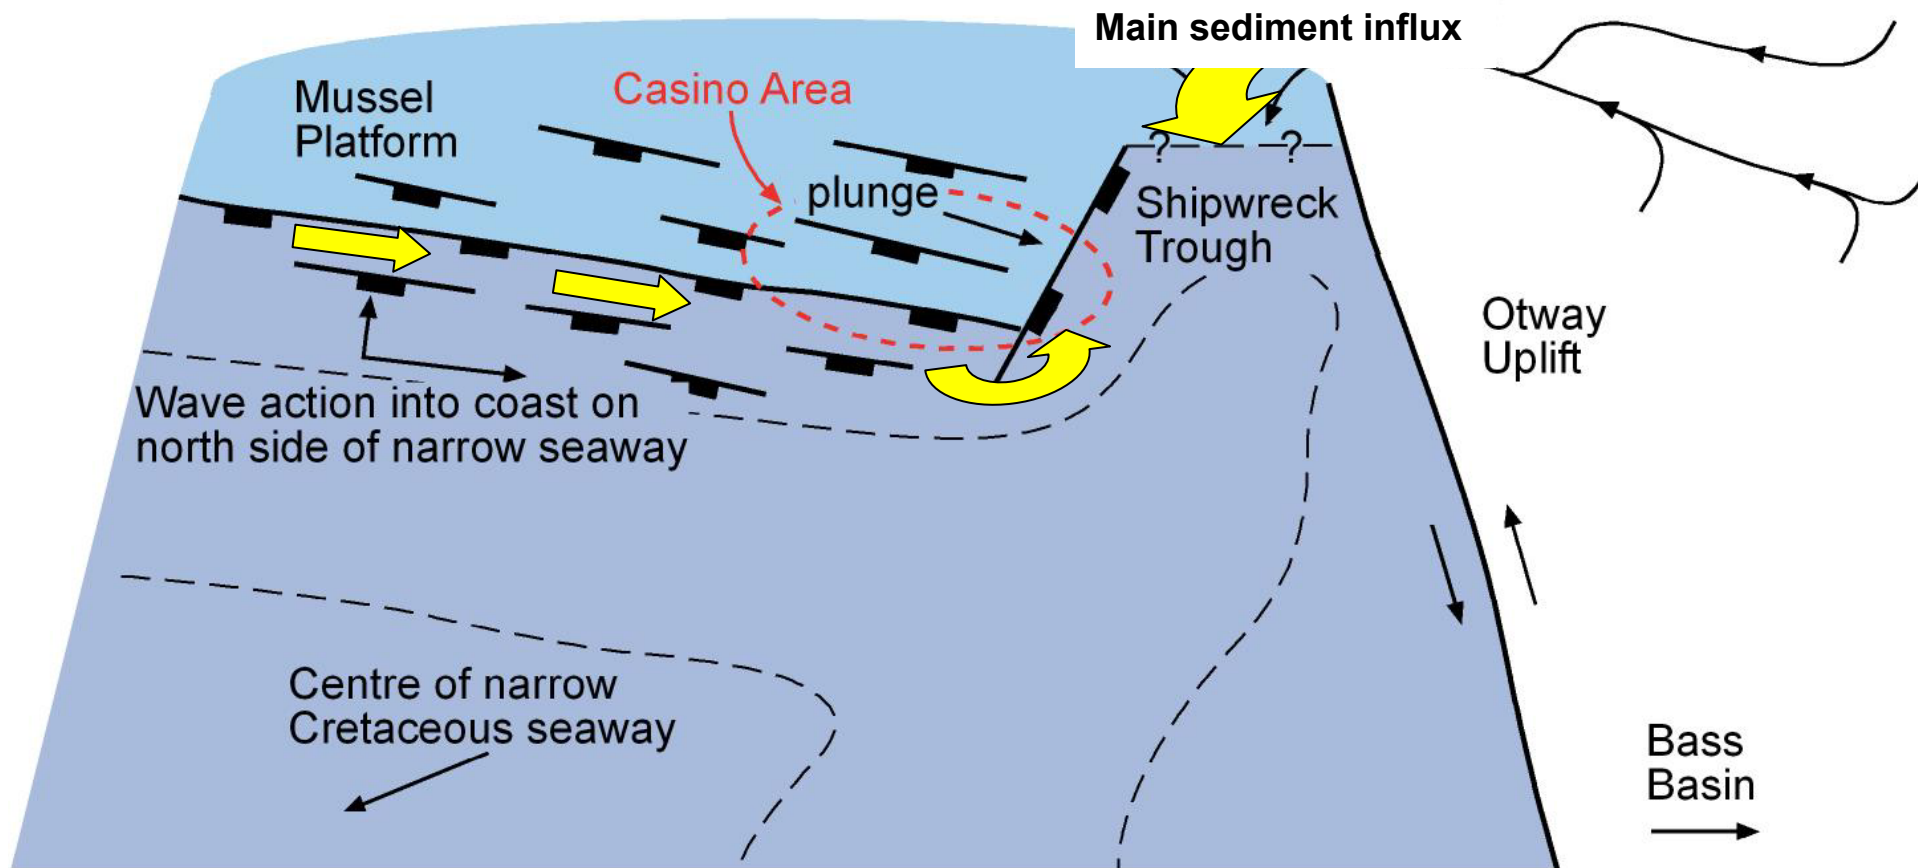 Main sediment influx
Mussel
Platform
Casino Area
plunge
?
?
Shipwreck
Trough
Otway
Uplift
Wave action into coast on
north side of narrow seaway
Centre of narrow
Cretaceous seaway
Bass
Basin